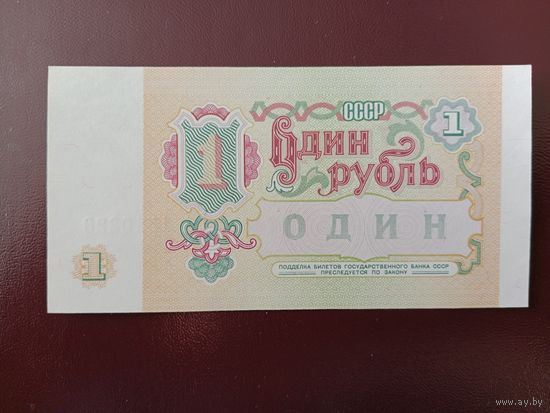 СССР
1
1
Один
рубль
ОДИН
1
ПОДДЕЛКА БИЛЕТОВ ГОСУДАРСТВЕННОГО БАНКА СССР
ПРЕСЛЕДУЕТСЯ ПО ЗАКОНУ
www.ay.by